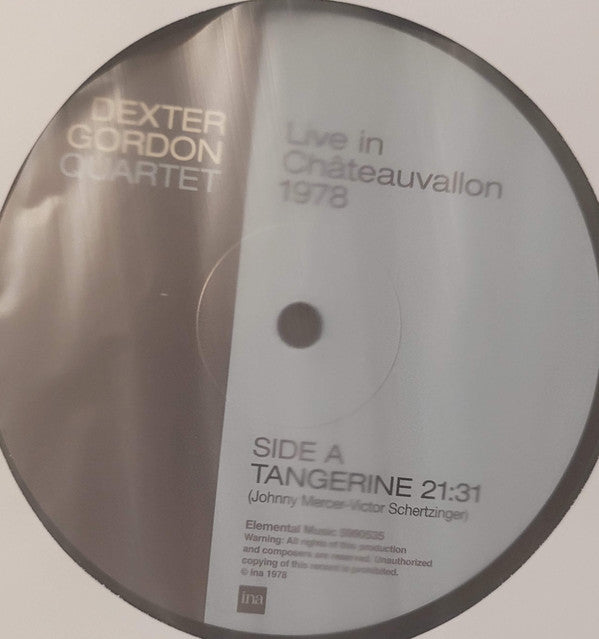 DEXTER
GORDON
QUARTET
Live in
Châteauvallon
1978
SIDE A
TANGERINE 21:31
(Johnny Mercer-Victor Schertzinger)
Elemental Music 5990535
Warning: All rights of this production
and composers are reserved. Unauthorized
copying of this record is prohibited.
© Ina 1978
ina